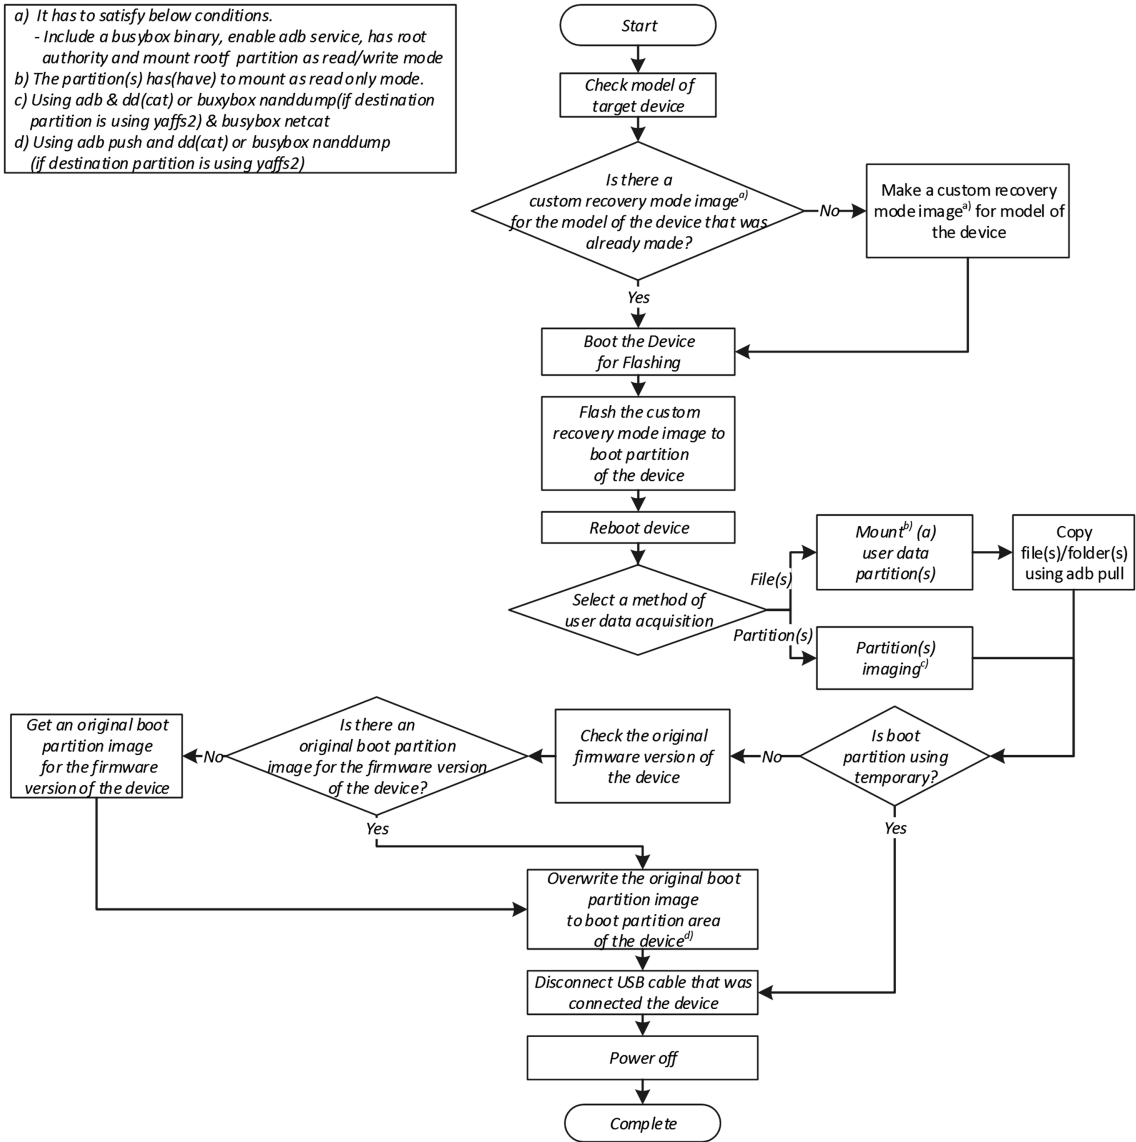 a) It has to satisfy below conditions.
- Include a busybox binary, enable adb service, has root
authority and mount rootf partition as read/write mode
b) The partition(s) has(have) to mount as read only mode.
c) Using adb & dd(cat) or buxybox nanddump(if destination
partition is using yaffs2) & busybox netcat
d) Using adb push and dd(cat) or busybox nanddump
(if destination partition is using yaffs2)
Start
Check model of
target device
Is there a
custom recovery mode image a)
for the model of the device that was
already made?
No
Make a custom recovery
mode image a) for model of
the device
Yes
Boot the Device
for Flashing
Flash the custom
recovery mode image to
boot partition
of the device
Reboot device
Select a method of
user data acquisition
File(s)
Mount b) (a)
user data
partition(s)
Copy
file(s)/folder(s)
using adb pull
Partition(s)
Partition(s)
imaging c)
Is boot
partition using
temporary?
No
Check the original
firmware version of
the device
Is there an
original boot partition
image for the firmware version
of the device?
No
Get an original boot
partition image
for the firmware
version of the device
Yes
Yes
Overwrite the original boot
partition image
to boot partition area
of the device d)
Disconnect USB cable that was
connected the device
Power off
Complete